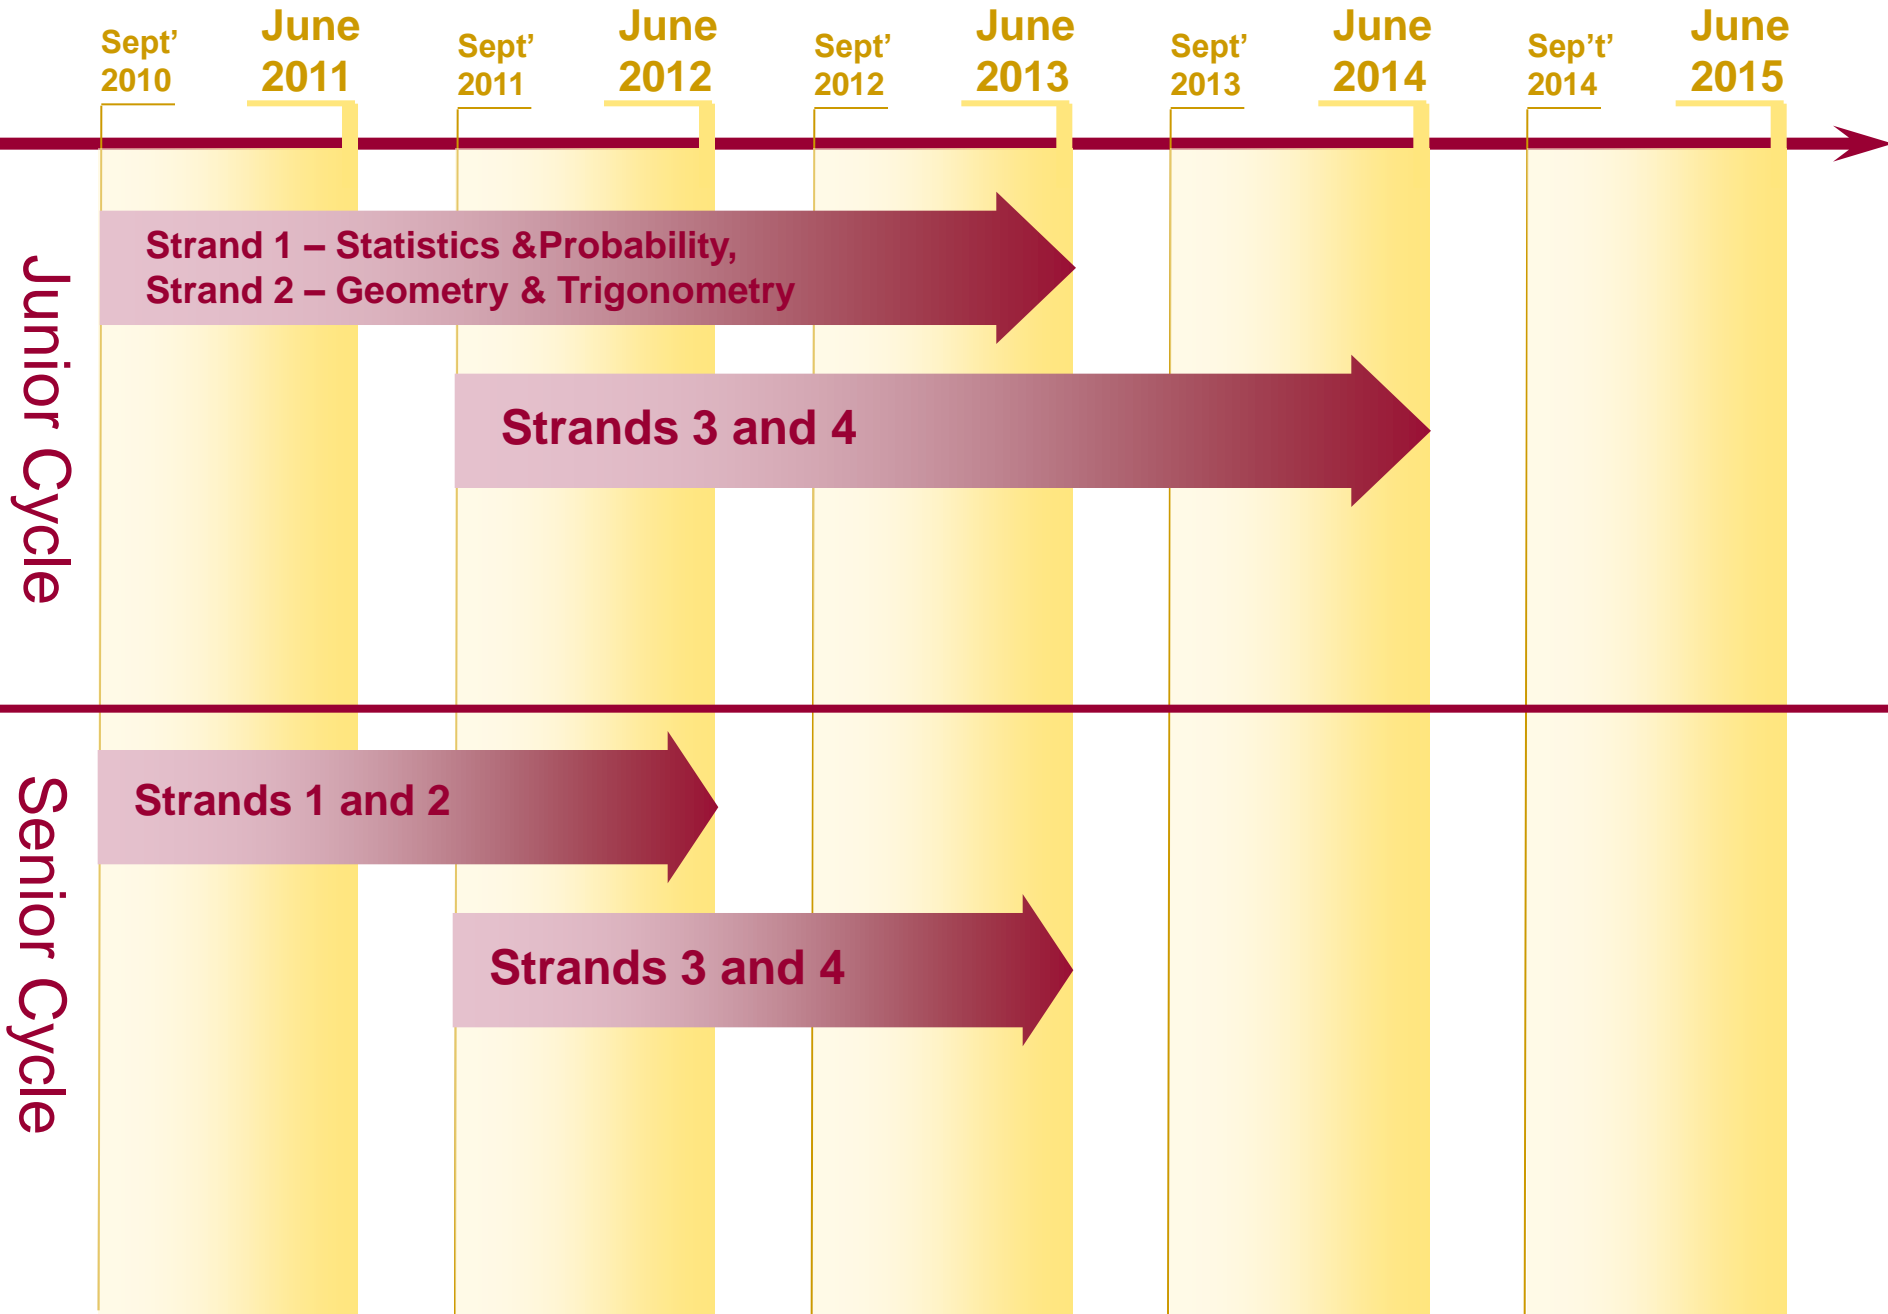 Sept’
2010
June
2011
Sept’
2011
June
2012
Sept’
2012
June
2013
Sept’
2013
June
2014
Sep’t’
2014
June
2015
Junior Cycle
Strand 1 – Statistics &Probability,
Strand 2 – Geometry & Trigonometry
Strands 3 and 4
Senior Cycle
Strands 1 and 2
Strands 3 and 4